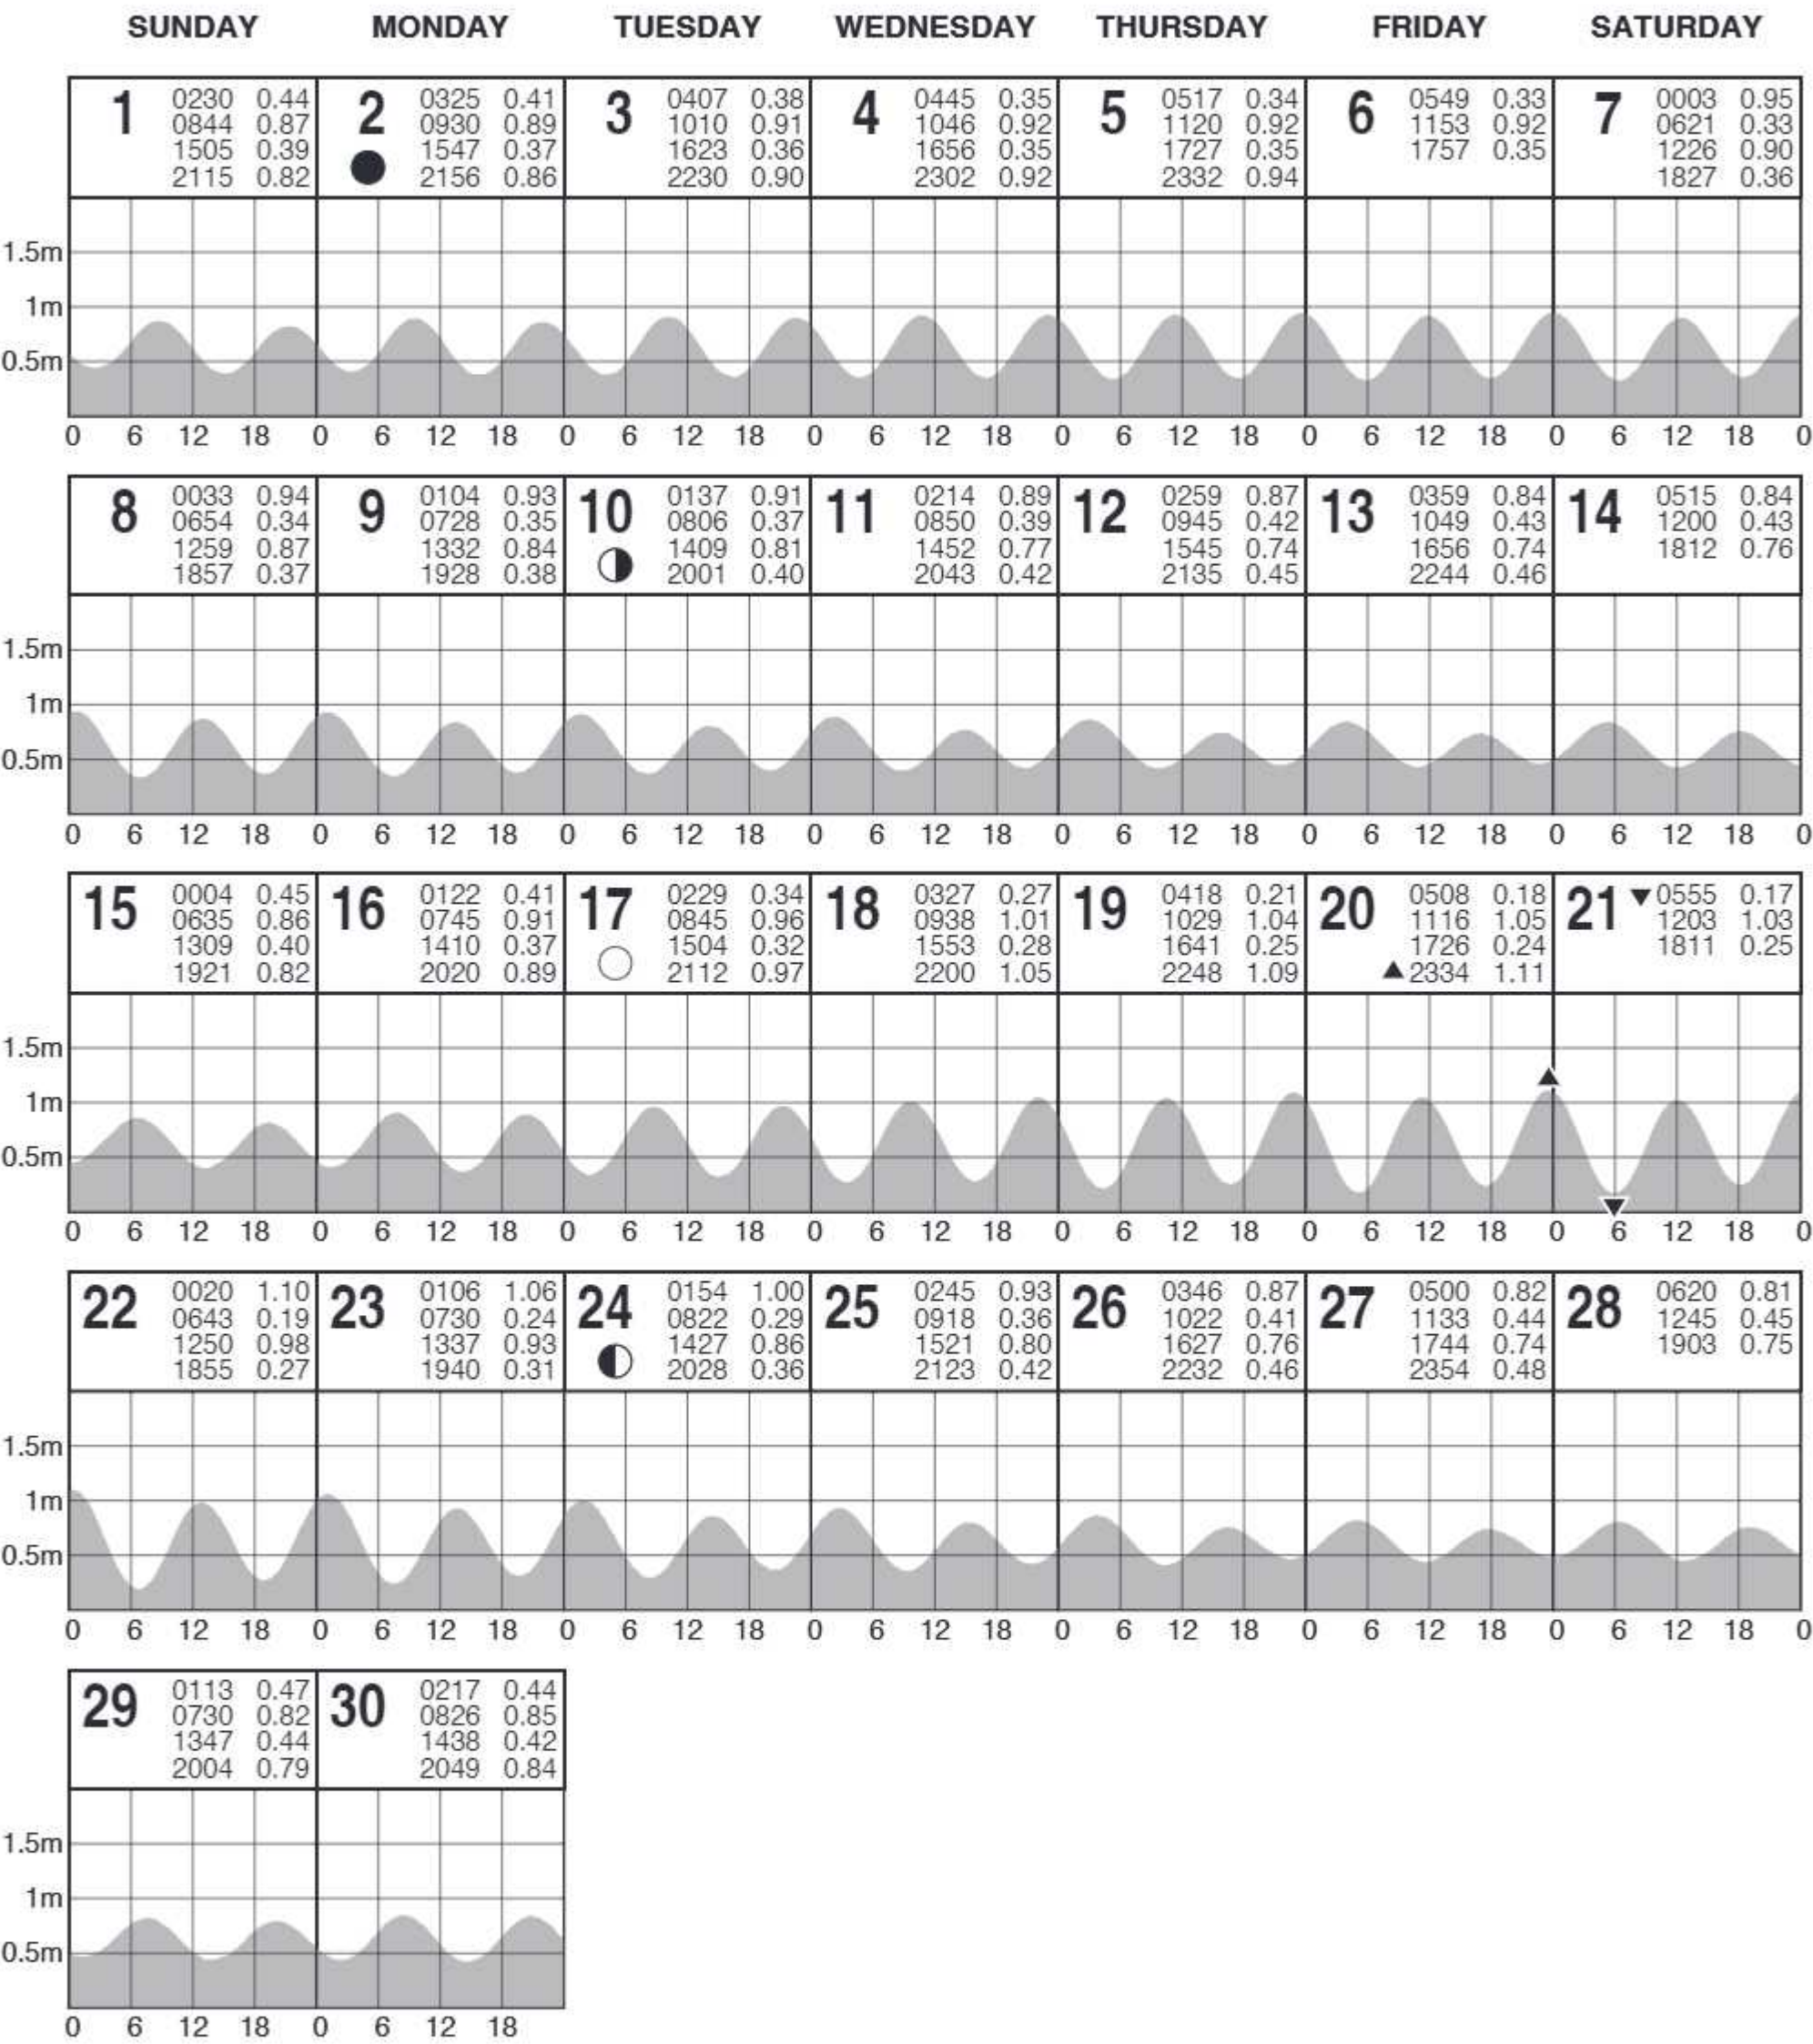 SUNDAY MONDAY TUESDAY WEDNESDAY THURSDAY FRIDAY SATURDAY
1 0230 0.44
0844 0.87
1505 0.39
2115 0.82
2 0325 0.41
0930 0.89
1547 0.37
2156 0.86
3 0407 0.38
1010 0.91
1623 0.36
2230 0.90
4 0445 0.35
1046 0.92
1656 0.35
2302 0.92
5 0517 0.34
1120 0.92
1727 0.35
2332 0.94
6 0549 0.33
1153 0.92
1757 0.35
7 0003 0.95
0621 0.33
1226 0.90
1827 0.36
1.5m
1m
0.5m
0 6 12 18 0 6 12 18 0 6 12 18 0 6 12 18 0 6 12 18 0 6 12 18 0 6 12 18 0
8 0033 0.94
0654 0.34
1259 0.87
1857 0.37
9 0104 0.93
0728 0.35
1332 0.84
1928 0.38
10 0137 0.91
0806 0.37
1409 0.81
2001 0.40
11 0214 0.89
0850 0.39
1452 0.77
2043 0.42
12 0259 0.87
0945 0.42
1545 0.74
2135 0.45
13 0359 0.84
1049 0.43
1656 0.74
2244 0.46
14 0515 0.84
1200 0.43
1812 0.76
1.5m
1m
0.5m
0 6 12 18 0 6 12 18 0 6 12 18 0 6 12 18 0 6 12 18 0 6 12 18 0 6 12 18 0
15 0004 0.45
0635 0.86
1309 0.40
1921 0.82
16 0122 0.41
0745 0.91
1410 0.37
2020 0.89
17 0229 0.34
0845 0.96
1504 0.32
2112 0.97
18 0327 0.27
0938 1.01
1553 0.28
2200 1.05
19 0418 0.21
1029 1.04
1641 0.25
2248 1.09
20 0508 0.18
1116 1.05
1726 0.24
▲2334 1.11
21 ▼0555 0.17
1203 1.03
1811 0.25
1.5m
1m
0.5m
0 6 12 18 0 6 12 18 0 6 12 18 0 6 12 18 0 6 12 18 0 6 12 18 0 6 12 18 0
22 0020 1.10
0643 0.19
1250 0.98
1855 0.27
23 0106 1.06
0730 0.24
1337 0.93
1940 0.31
24 0154 1.00
0822 0.29
1427 0.86
2028 0.36
25 0245 0.93
0918 0.36
1521 0.80
2123 0.42
26 0346 0.87
1022 0.41
1627 0.76
2232 0.46
27 0500 0.82
1133 0.44
1744 0.74
2354 0.48
28 0620 0.81
1245 0.45
1903 0.75
1.5m
1m
0.5m
0 6 12 18 0 6 12 18 0 6 12 18 0 6 12 18 0 6 12 18 0 6 12 18 0 6 12 18 0
29 0113 0.47
0730 0.82
1347 0.44
2004 0.79
30 0217 0.44
0826 0.85
1438 0.42
2049 0.84
1.5m
1m
0.5m
0 6 12 18 0 6 12 18